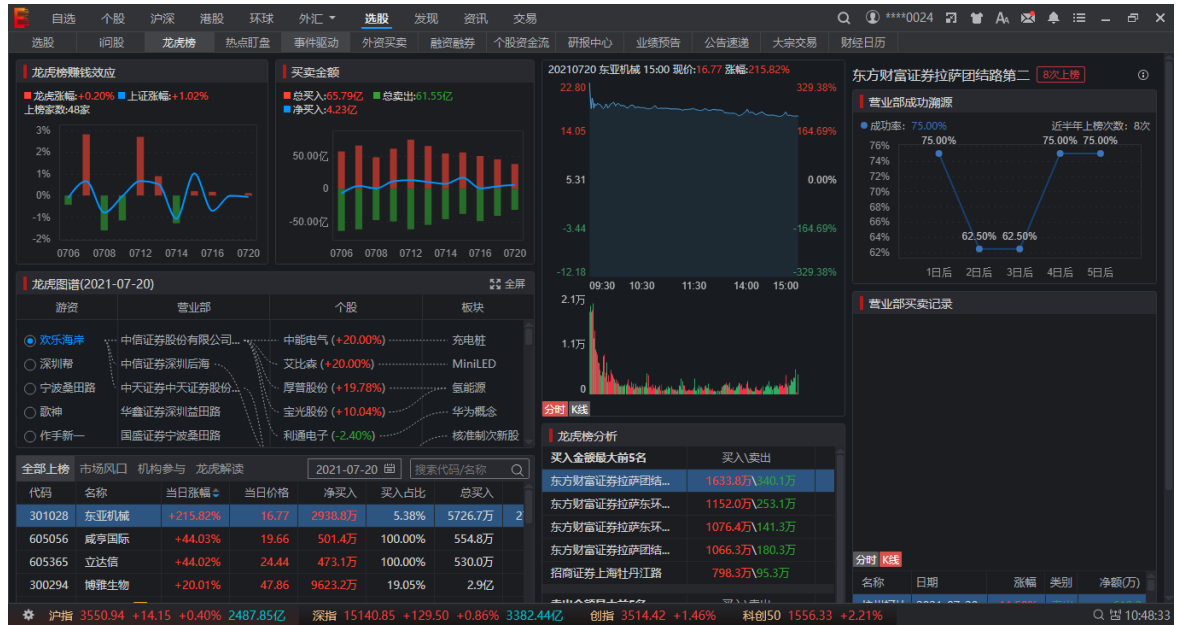 自选 个股 沪深 港股 环球 外汇 选股 发现 资讯 交易 ****0024
选股 i问股 龙虎榜 热点盯盘 事件驱动 外资买卖 融资融券 个股资金流 研报中心 业绩预告 公告速递 大宗交易 财经日历
龙虎榜赚钱效应
龙虎涨幅:+0.20% 上证涨幅:+1.02%
上榜家数:48家
3%
2%
1%
0%
-1%
-2%
0706 0708 0712 0714 0716 0720
买卖金额
总买入:65.79亿 总卖出:61.55亿
净买入:4.23亿
50.00亿
0
-50.00亿
0706 0708 0712 0714 0716 0720
龙虎图谱(2021-07-20) 全屏
游资 营业部 个股 板块
欢乐海岸 中信证券股份有限公司... 中能电气 (+20.00%) 充电桩
深圳帮 中信证券深圳后海 艾比森 (+20.00%) MiniLED
宁波桑田路 中天证券中天证券股份... 厚普股份 (+19.78%) 氢能源
歌神 华鑫证券深圳益田路 宝光股份 (+10.04%) 华为概念
作手新一 国盛证券宁波桑田路 利通电子 (-2.40%) 核准制次新股
全部上榜 市场风口 机构参与 龙虎解读 2021-07-20 搜索代码/名称
代码 名称 当日涨幅 当日价格 净买入 买入占比 总买入
301028 东亚机械 +215.82% 16.77 2938.8万 5.38% 5726.7万
605056 咸亨国际 +44.03% 19.66 501.4万 100.00% 554.8万
605365 立达信 +44.02% 24.44 473.1万 100.00% 530.0万
300294 博雅生物 +20.01% 47.86 9623.2万 19.05% 2.9亿
20210720 东亚机械 15:00 现价:16.77 涨幅:215.82%
22.80 329.38%
14.05 164.69%
5.31 0.00%
-3.44 -164.69%
-12.18 -329.38%
09:30 10:30 11:30 14:00 15:00
2.1万
1.1万
0
分时 K线
龙虎榜分析
买入金额最大前5名 买入\卖出
东方财富证券拉萨团结... 1633.8万\340.1万
东方财富证券拉萨东环... 1152.0万\253.1万
东方财富证券拉萨东环... 1076.4万\141.3万
东方财富证券拉萨团结... 1066.3万\180.3万
招商证券上海牡丹江路 798.3万\95.3万
东方财富证券拉萨团结路第二 8次上榜
营业部成功溯源
成功率: 75.00% 近半年上榜次数: 8次
76%
74%
72%
70%
68%
66%
64%
62%
75.00% 62.50% 62.50% 75.00% 75.00%
1日后 2日后 3日后 4日后 5日后
营业部买卖记录
分时 K线
名称 日期 涨幅 类别 净额(万)
沪指 3550.94 +14.15 +0.40% 2487.85亿 深指 15140.85 +129.50 +0.86% 3382.44亿 创指 3514.42 +1.46% 科创50 1556.33 +2.21% 10:48:33